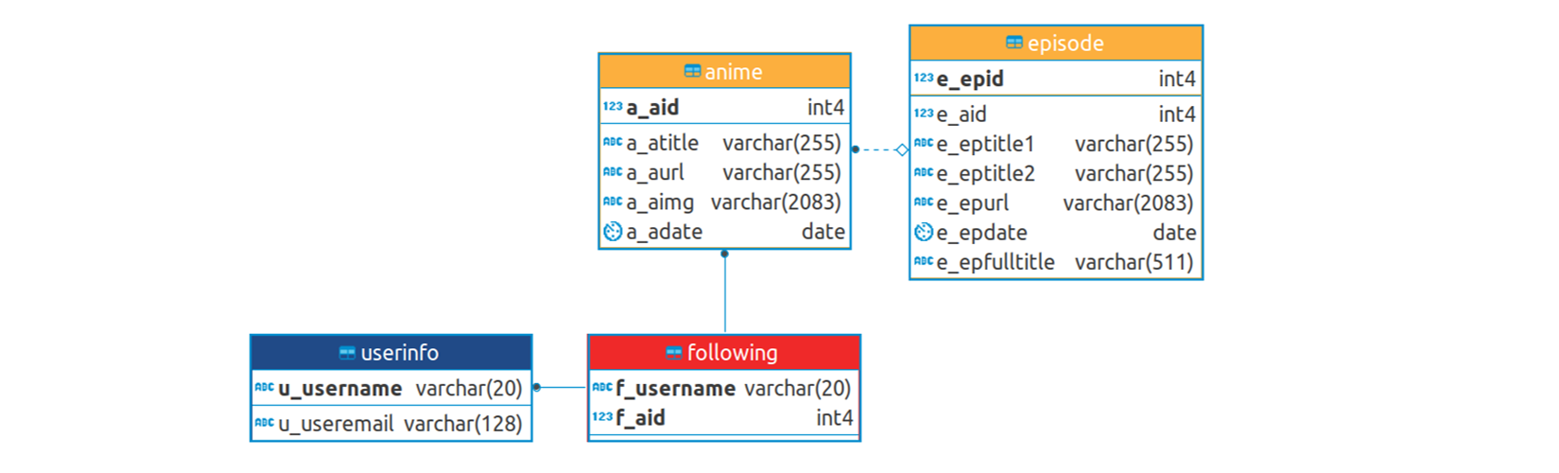 anime
123 a_aid int4
ABC a_atitle varchar(255)
ABC a_aurl varchar(255)
ABC a_aimg varchar(2083)
a_adate date
episode
123 e_epid int4
123 e_aid int4
ABC e_eptitle1 varchar(255)
ABC e_eptitle2 varchar(255)
ABC e_epurl varchar(2083)
e_epdate date
ABC e_epfulltitle varchar(511)
userinfo
ABC u_username varchar(20)
ABC u_useremail varchar(128)
following
ABC f_username varchar(20)
123 f_aid int4